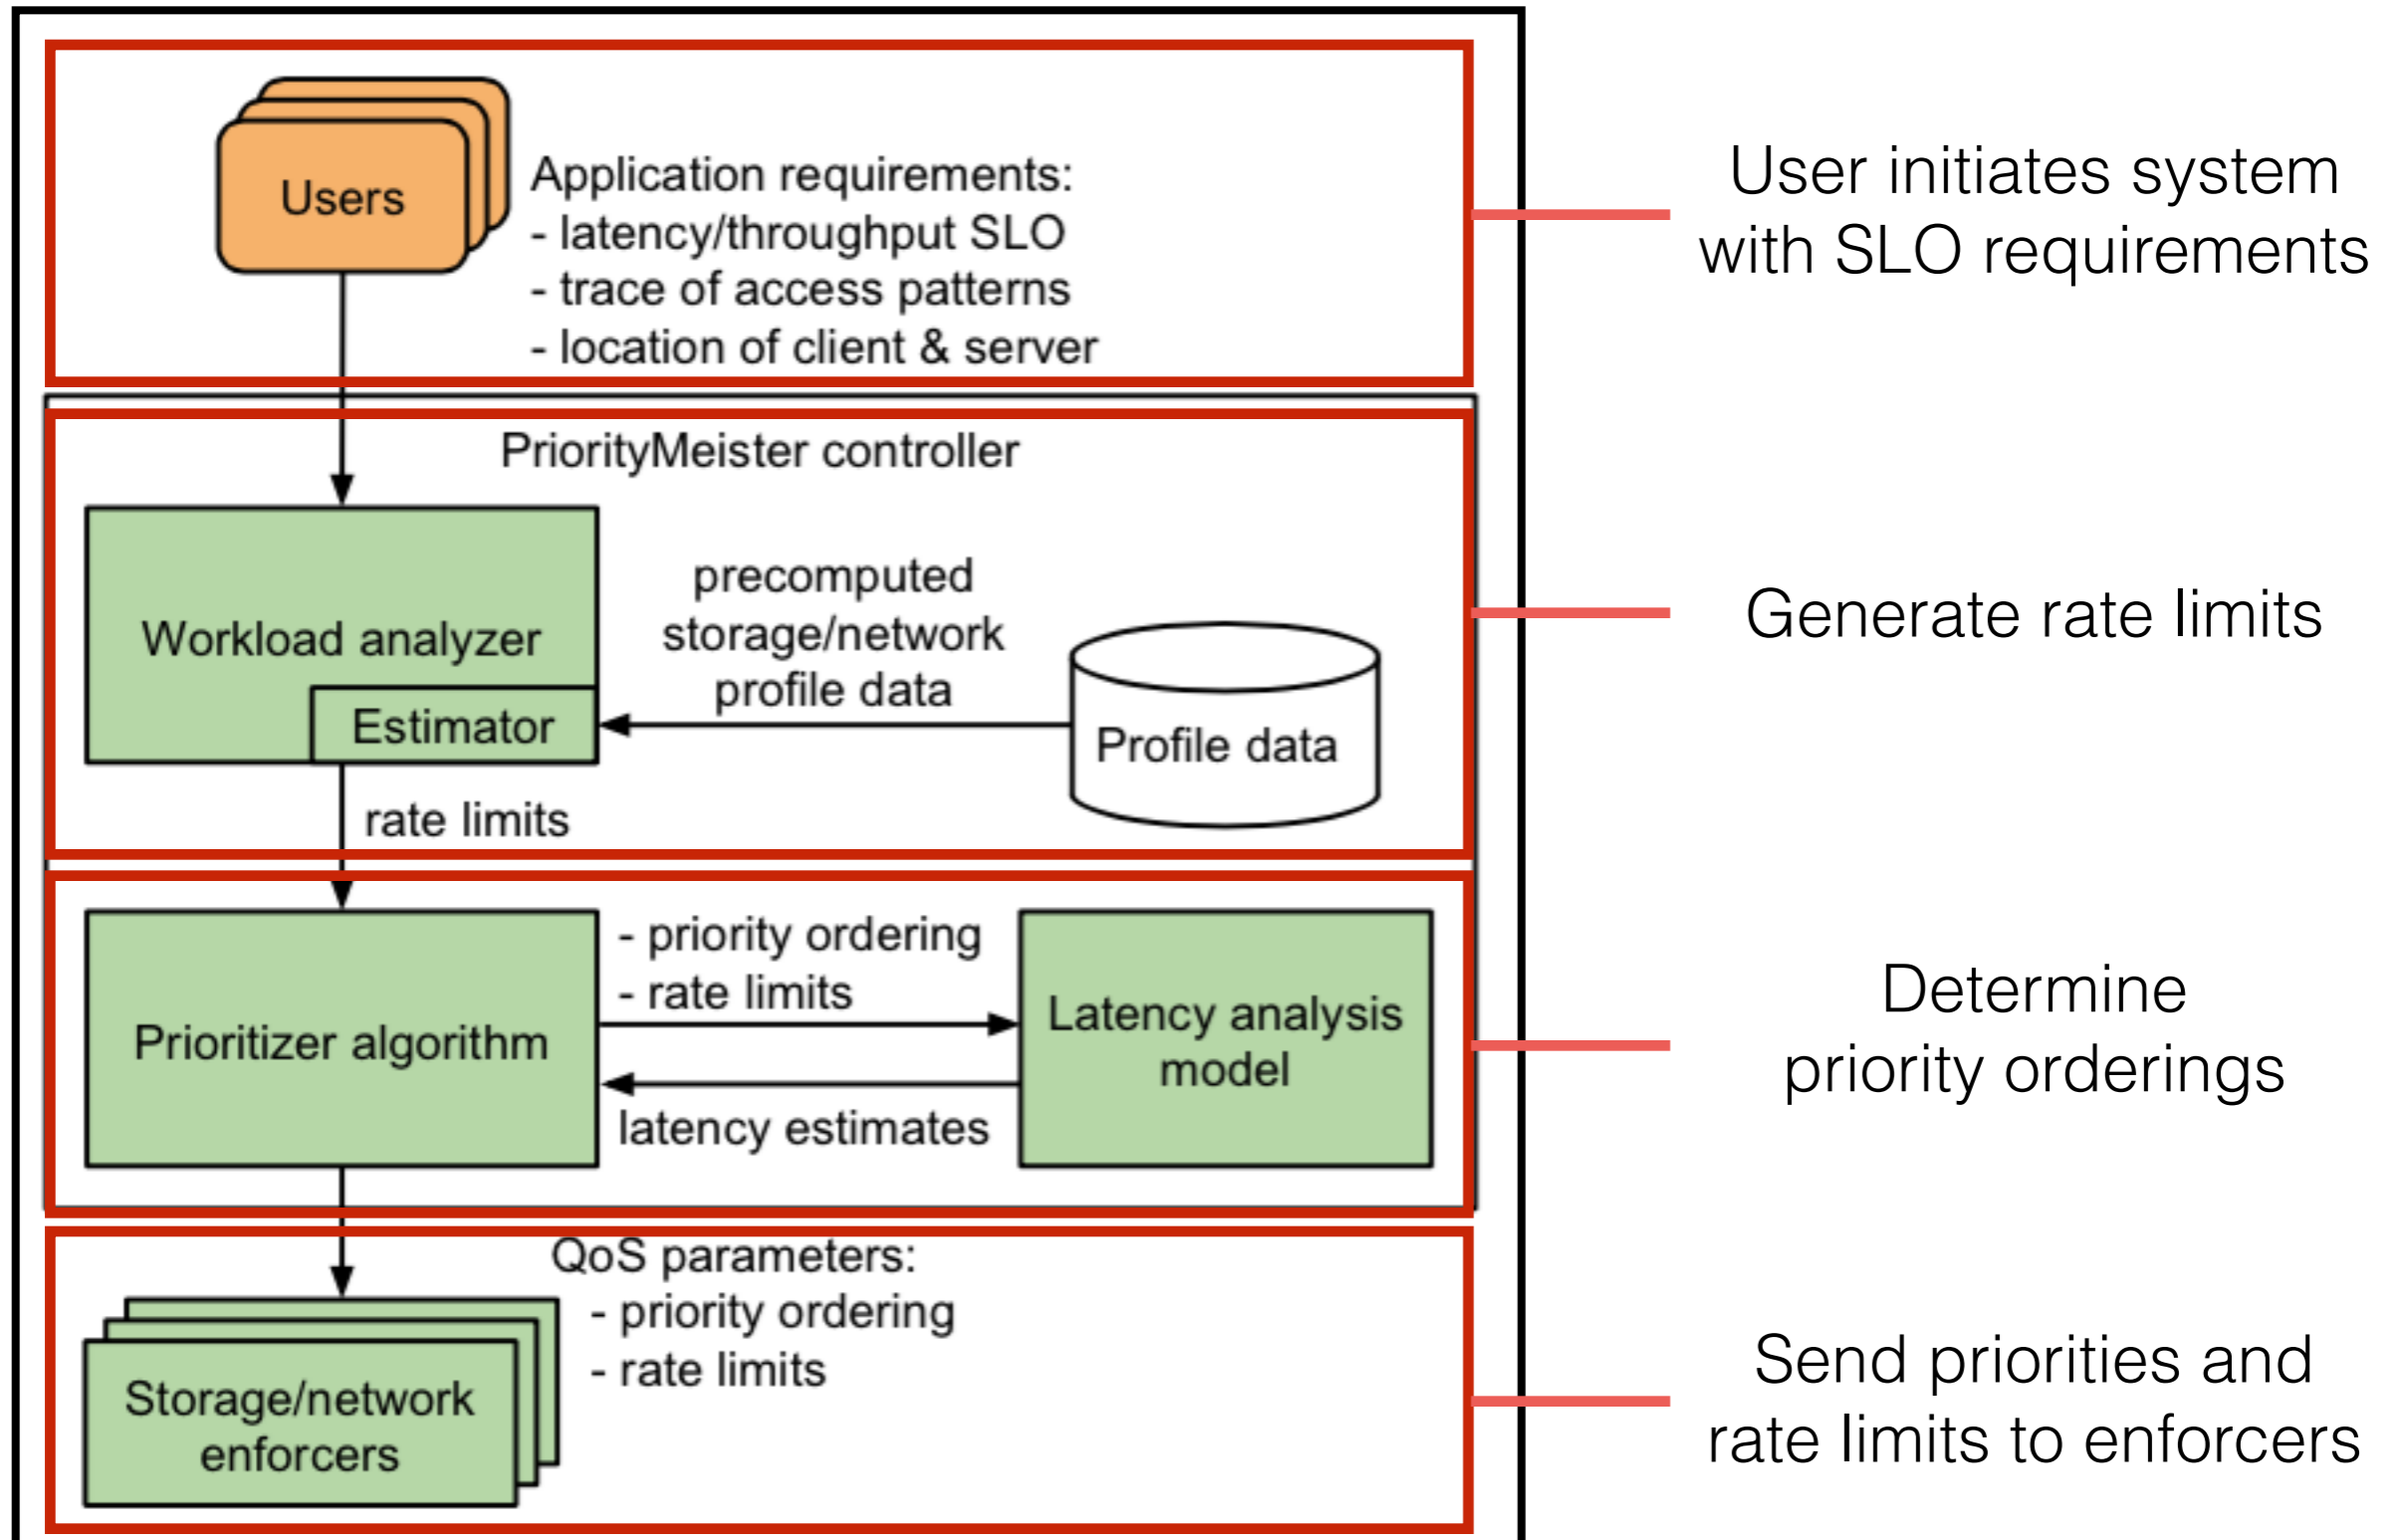 Users
Application requirements:
- latency/throughput SLO
- trace of access patterns
- location of client & server
User initiates system
with SLO requirements
PriorityMeister controller
Workload analyzer
Estimator
precomputed
storage/network
profile data
Profile data
rate limits
Generate rate limits
Prioritizer algorithm
- priority ordering
- rate limits
latency estimates
Latency analysis
model
Determine
priority orderings
QoS parameters:
- priority ordering
- rate limits
Storage/network
enforcers
Send priorities and
rate limits to enforcers